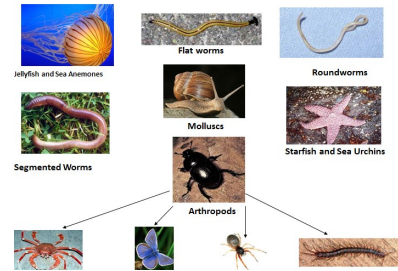 Flat worms
Jellyfish and Sea Anemones
Roundworms
Molluscs
Starfish and Sea Urchins
Segmented Worms
Arthropods